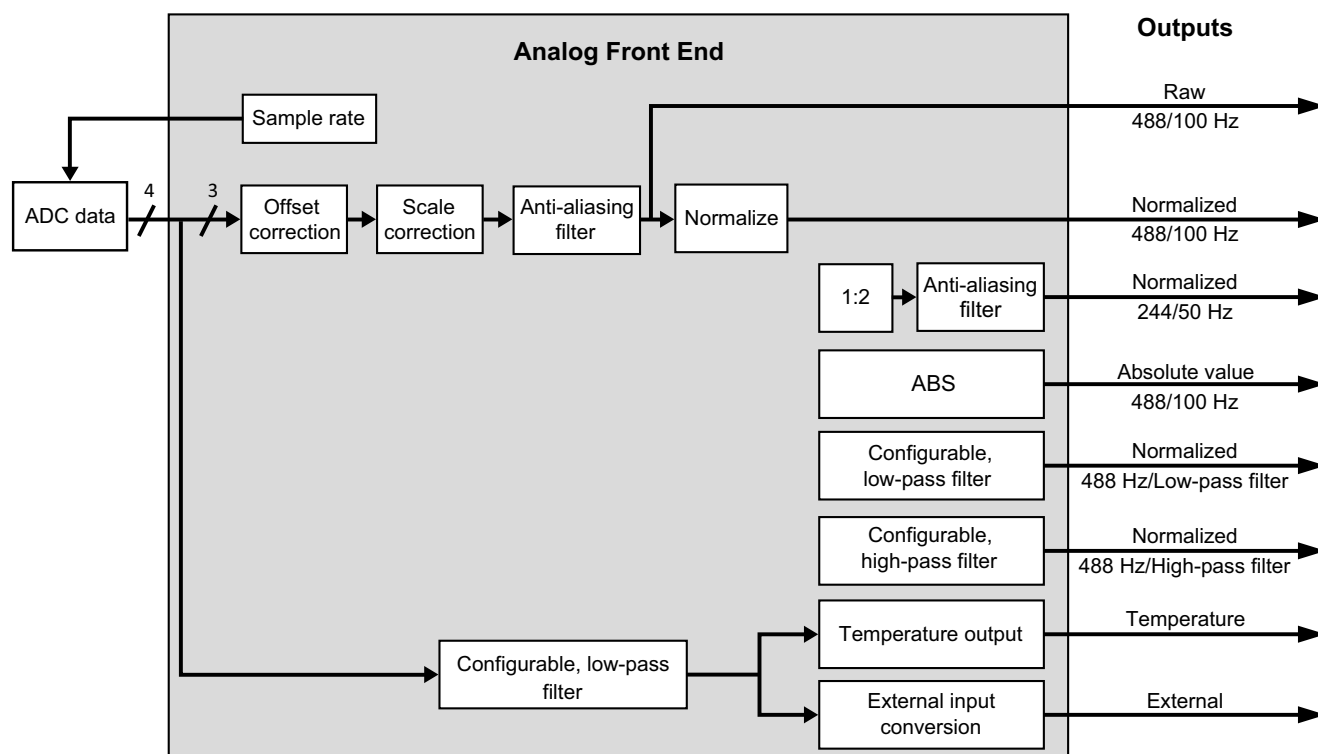 Analog Front End
Outputs
Sample rate
Raw
488/100 Hz
ADC data
4
3
Offset
correction
Scale
correction
Anti-aliasing
filter
Normalize
Normalized
488/100 Hz
1:2
Anti-aliasing
filter
Normalized
244/50 Hz
ABS
Absolute value
488/100 Hz
Configurable,
low-pass filter
Normalized
488 Hz/Low-pass filter
Configurable,
high-pass filter
Normalized
488 Hz/High-pass filter
Configurable, low-pass
filter
Temperature output
Temperature
External input
conversion
External